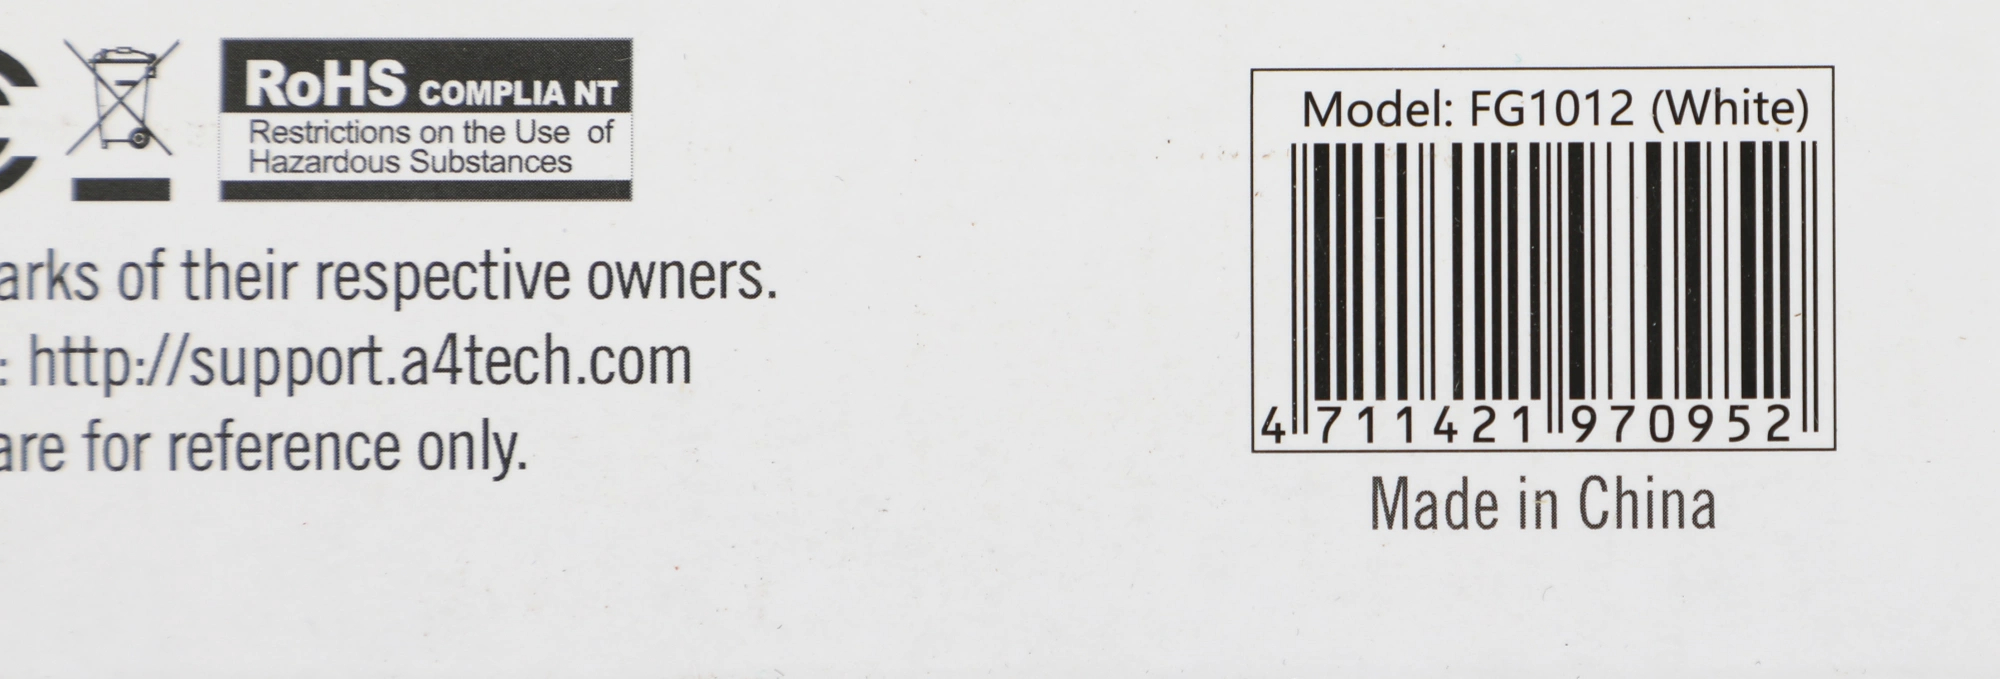 RoHS COMPLIA NT
Restrictions on the Use of
Hazardous Substances
of their respective owners.
: http://support.a4tech.com
are for reference only.
Model: FG1012 (White)
4 711421 970952
Made in China